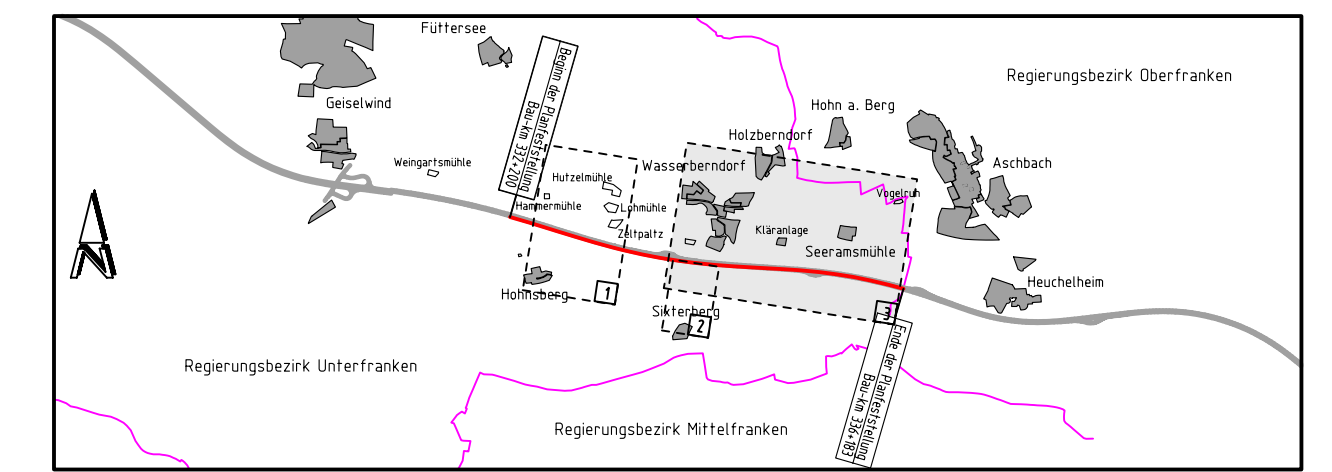 Füttersee
Regierungsbezirk Oberfranken
Geiselwind
Hohn a. Berg
Beginn der Planfeststellung
Bau-km 332+200
Holzberndorf
Weingartsmühle
Wasserberndorf
Aschbach
Hutzelmühle
Vogelruh
Hammermühle
Lohmühle
Zeltpaltz
Kläranlage
Seeramsmühle
Hohnsberg
1
Heuchelheim
Sixterberg
2
3
Ende der Planfeststellung
Bau-km 336+183
Regierungsbezirk Unterfranken
Regierungsbezirk Mittelfranken
N